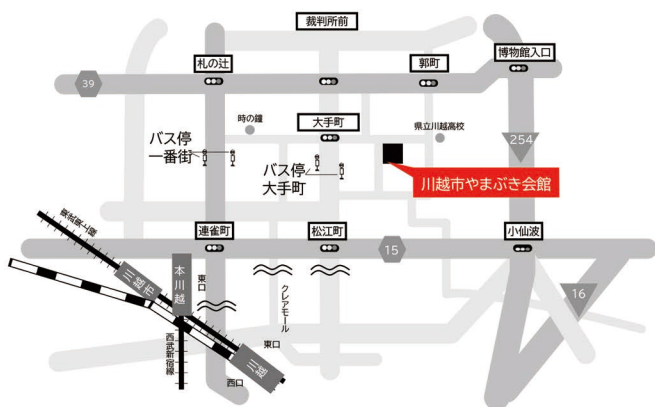 裁判所前
札の辻
郭町
博物館入口
39
時の鐘
大手町
県立川越高校
254
バス停
一番街
バス停
大手町
川越市やまぶき会館
東武東上線
連雀町
松江町
15
小仙波
川越市
本川越
東口
クレアモール
16
西武新宿線
川越
東口
西口